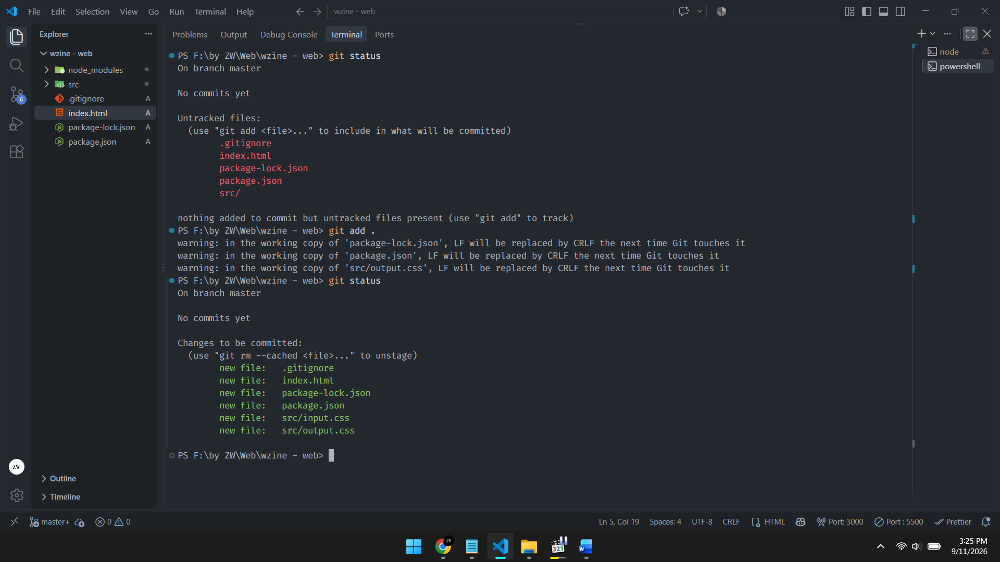 File Edit Selection View Go Run Terminal Help
wzine - web
Explorer
wzine - web
node_modules
src
.gitignore A
index.html A
package-lock.json A
package.json A
6
ZW
Outline
Timeline
Problems Output Debug Console Terminal Ports
PS F:\by ZW\Web\wzine - web> git status
On branch master
No commits yet
Untracked files:
(use "git add <file>..." to include in what will be committed)
.gitignore
index.html
package-lock.json
package.json
src/
nothing added to commit but untracked files present (use "git add" to track)
PS F:\by ZW\Web\wzine - web> git add .
warning: in the working copy of 'package-lock.json', LF will be replaced by CRLF the next time Git touches it
warning: in the working copy of 'package.json', LF will be replaced by CRLF the next time Git touches it
warning: in the working copy of 'src/output.css', LF will be replaced by CRLF the next time Git touches it
PS F:\by ZW\Web\wzine - web> git status
On branch master
No commits yet
Changes to be committed:
(use "git rm --cached <file>..." to unstage)
new file: .gitignore
new file: index.html
new file: package-lock.json
new file: package.json
new file: src/input.css
new file: src/output.css
PS F:\by ZW\Web\wzine - web>
node
powershell
master+ 0 0 Ln 5, Col 19 Spaces: 4 UTF-8 CRLF HTML Port: 3000 Port : 5500 Prettier
ZW
321
W
3:25 PM
9/11/2026